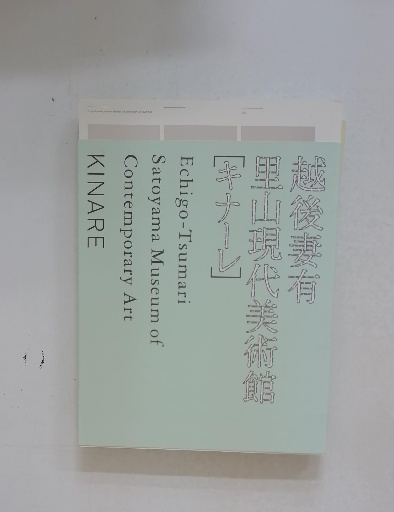 越後妻有
里山現代美術館
[キナーレ]
Echigo-Tsumari
Satoyama Museum of
Contemporary Art
KINARE